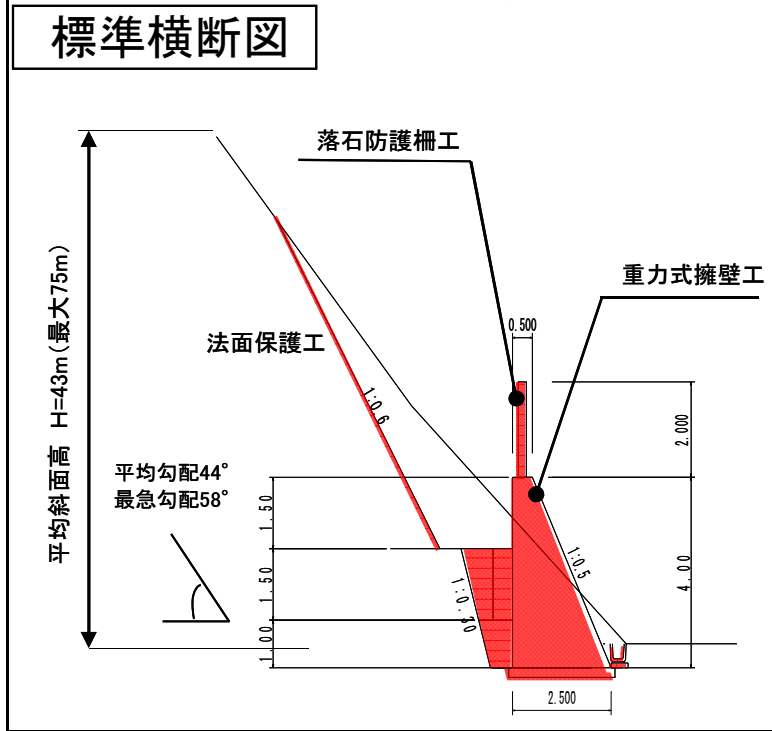 標準横断図
落石防護柵工
重力式擁壁工
0.500
法面保護工
1:0.6
2.000
平均斜面高 H=43m(最大75m)
平均勾配44°
最急勾配58°
1.50
1.50
1.00
1:0.30
1:0.5
4.00
2.500